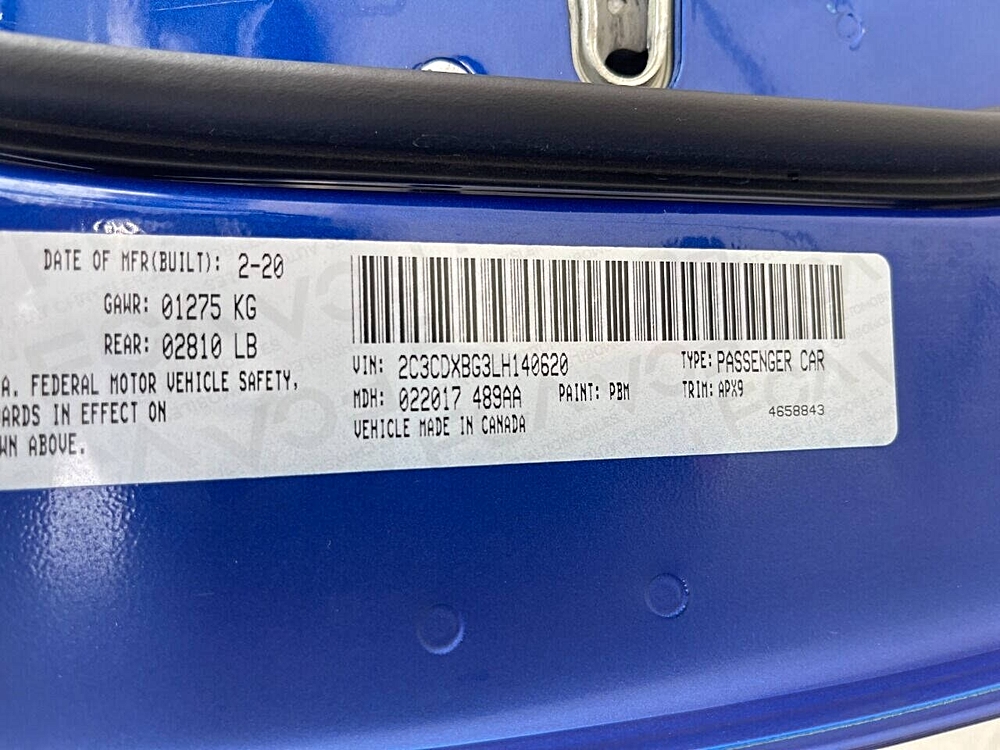 DATE OF MFR(BUILT): 2-20
GAWR: 01275 KG
REAR: 02810 LB
A. FEDERAL MOTOR VEHICLE SAFETY,
ARDS IN EFFECT ON
WN ABOVE.
VIN: 2C3CDXBG3LH140620
TYPE: PASSENGER CAR
MDH: 022017 489AA
PAINT: PBM
TRIM: APX9
VEHICLE MADE IN CANADA
4658843